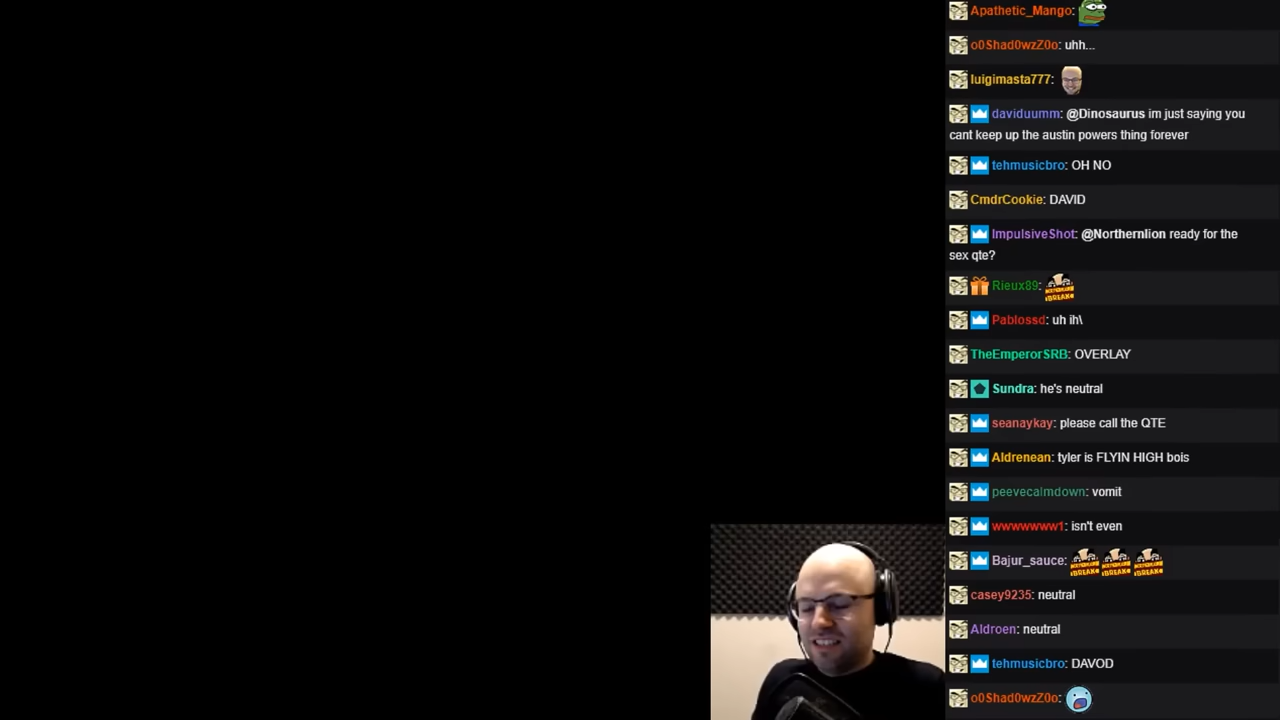 Apathetic_Mango:
o0Shad0wzZ0o: uhh...
luigimasta777:
daviduumm: @Dinosaurus im just saying you
cant keep up the austin powers thing forever
tehmusicbro: OH NO
CmdrCookie: DAVID
ImpulsiveShot: @Northernlion ready for the
sex qte?
Rieux89:
Pablossd: uh ih\
TheEmperorSRB: OVERLAY
Sundra: he's neutral
seanaykay: please call the QTE
Aldrenean: tyler is FLYIN HIGH bois
peevecalmdown: vomit
wwwwwww1: isn't even
Bajur_sauce:
casey9235: neutral
Aldroen: neutral
tehmusicbro: DAVOD
o0Shad0wzZ0o: